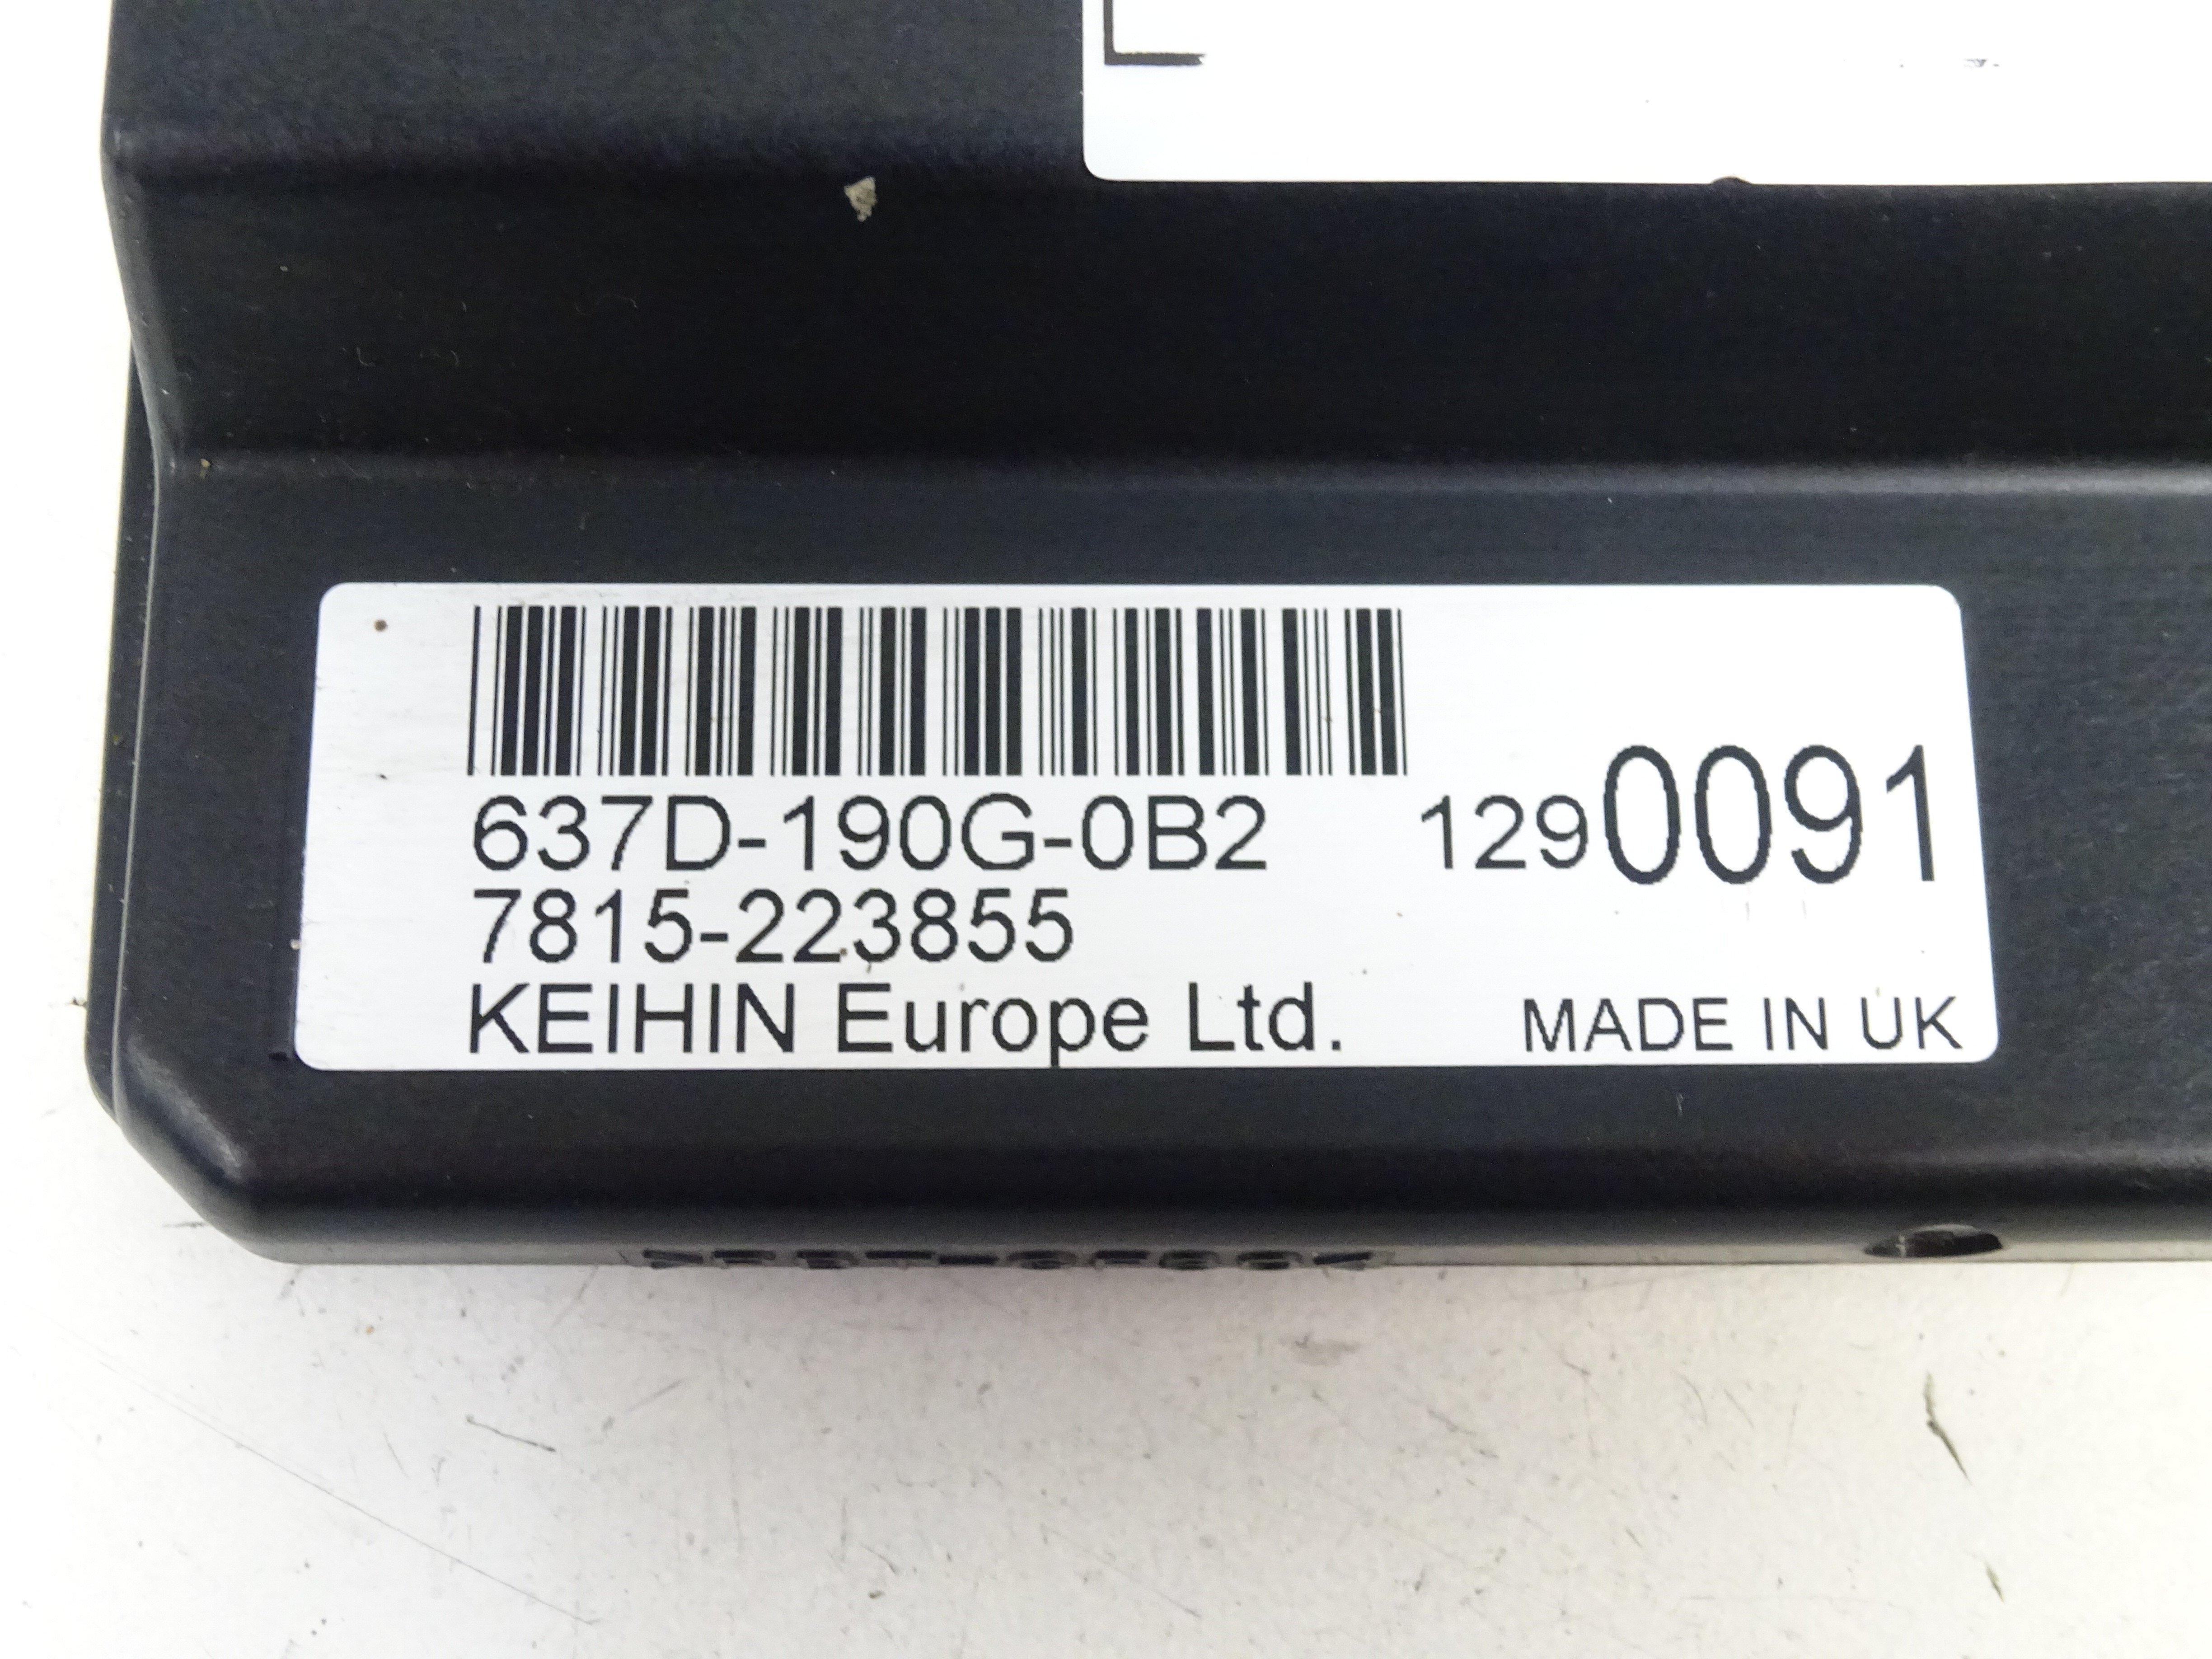 637D-190G-0B2 1290091
7815-223855
KEIHIN Europe Ltd. MADE IN UK